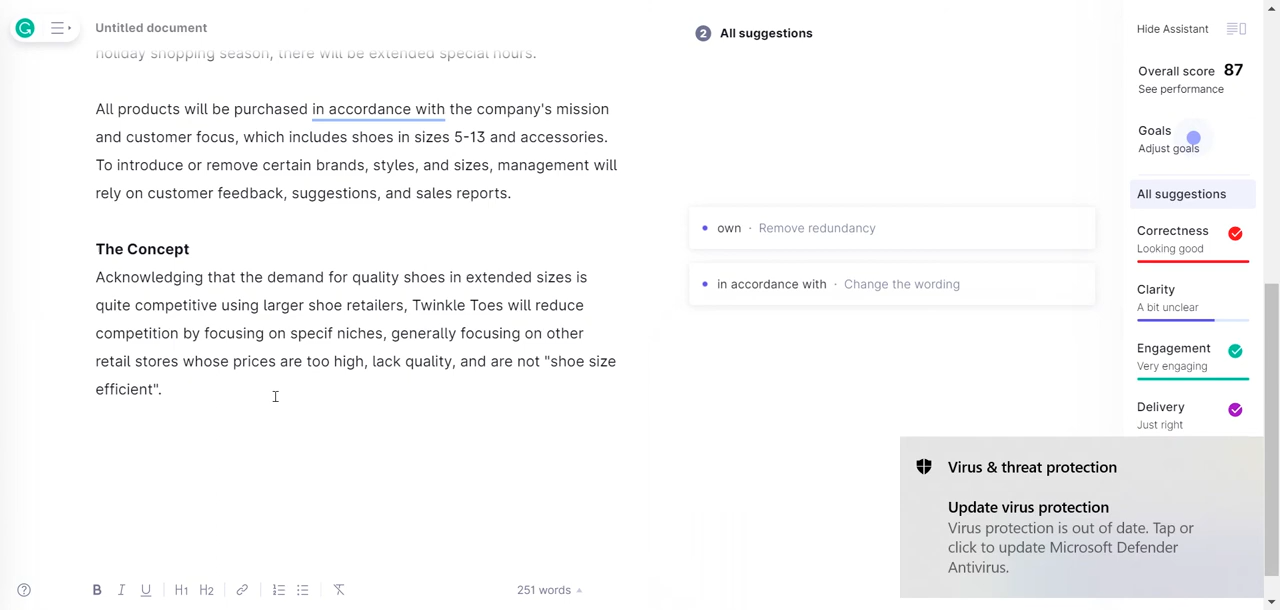 Untitled document
holiday shopping season, there will be extended special hours.
All products will be purchased in accordance with the company's mission
and customer focus, which includes shoes in sizes 5-13 and accessories.
To introduce or remove certain brands, styles, and sizes, management will
rely on customer feedback, suggestions, and sales reports.
The Concept
Acknowledging that the demand for quality shoes in extended sizes is
quite competitive using larger shoe retailers, Twinkle Toes will reduce
competition by focusing on specif niches, generally focusing on other
retail stores whose prices are too high, lack quality, and are not "shoe size
efficient".
B I U H1 H2
251 words
2 All suggestions
own · Remove redundancy
in accordance with · Change the wording
Hide Assistant
Overall score 87
See performance
Goals
Adjust goals
All suggestions
Correctness
Looking good
Clarity
A bit unclear
Engagement
Very engaging
Delivery
Just right
Virus & threat protection
Update virus protection
Virus protection is out of date. Tap or
click to update Microsoft Defender
Antivirus.